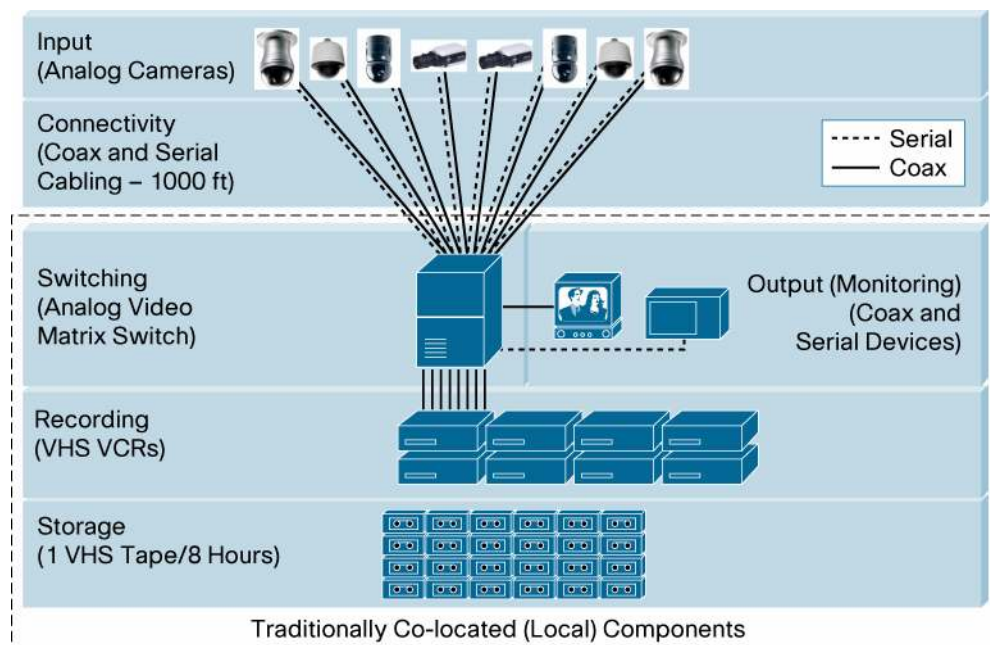 Input
(Analog Cameras)
Connectivity
(Coax and Serial
Cabling – 1000 ft)
Serial
Coax
Switching
(Analog Video
Matrix Switch)
Output (Monitoring)
(Coax and
Serial Devices)
Recording
(VHS VCRs)
Storage
(1 VHS Tape/8 Hours)
Traditionally Co-located (Local) Components